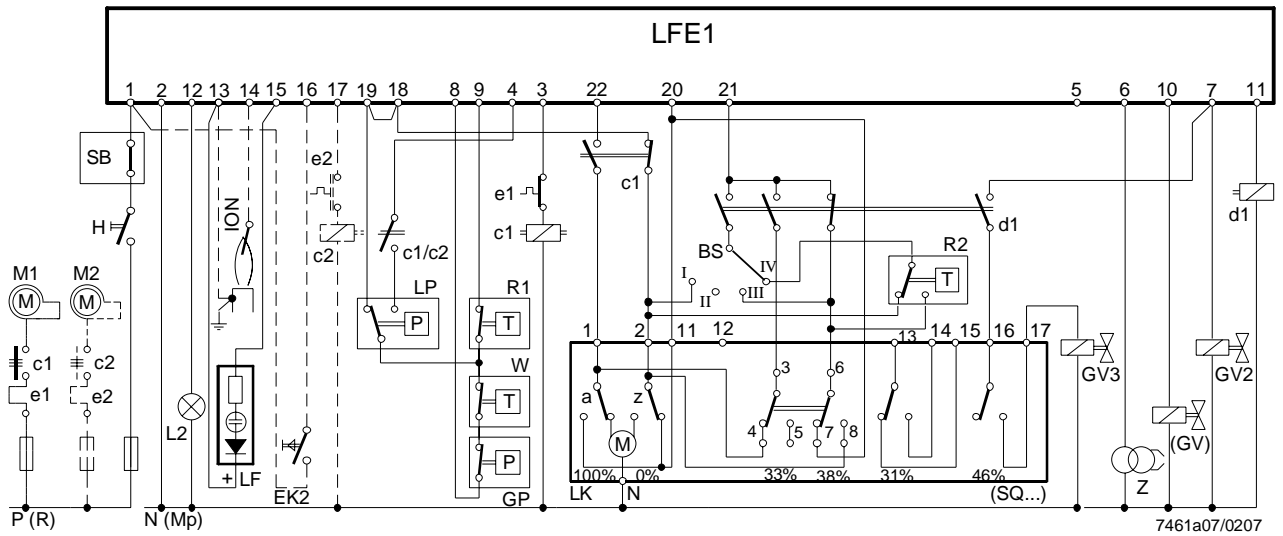 LFE1
1 2 12 13 14 15 16 17 19 18 8 9 4 3 22 20 21 5 6 10 7 11
SB
H
ION
e2
c2
c1/c2
e1
c1
c1
d1
d1
BS
I
II
III
IV
R2
T
M1
M
M2
M
LP
P
R1
T
W
T
P
GP
c1
c2
e1
e2
L2
+ LF
EK2
1 2 11 12 13 14 15 16 17
a
z
M
3
6
4
5
7
8
100% 0% 33% 38% 31% 46%
LK N (SQ...)
GV3
GV2
(GV)
Z
P (R)
N (Mp)
7461a07/0207